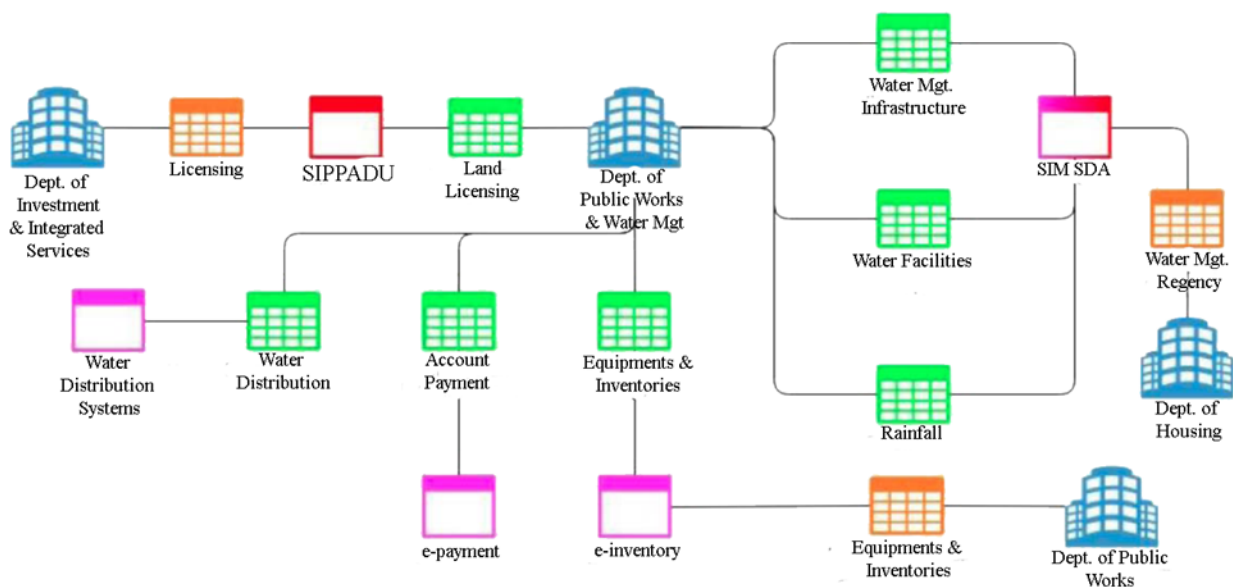 Water Mgt.
Infrastructure
Licensing
SIPPADU
Land
Licensing
SIM SDA
Dept. of
Investment
& Integrated
Services
Dept. of
Public Works
& Water Mgt
Water Facilities
Water Mgt.
Regency
Water
Distribution
Systems
Water
Distribution
Account
Payment
Equipments &
Inventories
Rainfall
Dept. of
Housing
e-payment
e-inventory
Equipments &
Inventories
Dept. of Public
Works